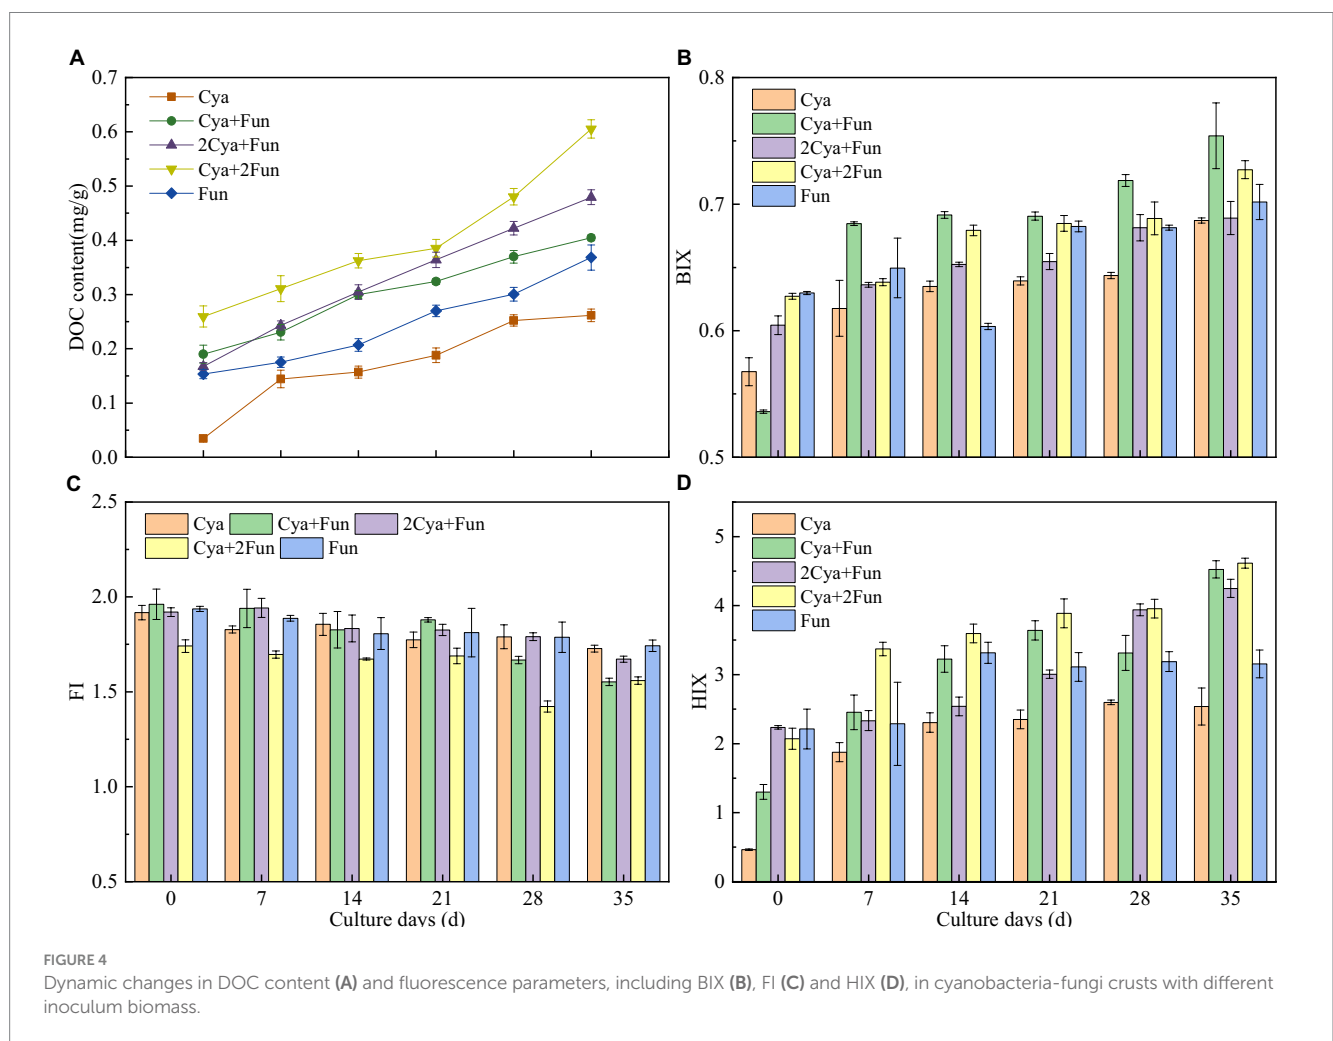 A
0.7
0.6
0.5
0.4
0.3
0.2
0.1
0.0
DOC content(mg/g)
Cya
Cya+Fun
2Cya+Fun
Cya+2Fun
Fun
B
0.8
0.7
0.6
0.5
BIX
Cya
Cya+Fun
2Cya+Fun
Cya+2Fun
Fun
C
2.5
2.0
1.5
1.0
0.5
FI
Cya Cya+Fun 2Cya+Fun
Cya+2Fun Fun
0 7 14 21 28 35
Culture days (d)
D
5
4
3
2
1
0
HIX
Cya
Cya+Fun
2Cya+Fun
Cya+2Fun
Fun
0 7 14 21 28 35
Culture days (d)
FIGURE 4
Dynamic changes in DOC content (A) and fluorescence parameters, including BIX (B), FI (C) and HIX (D), in cyanobacteria-fungi crusts with different
inoculum biomass.